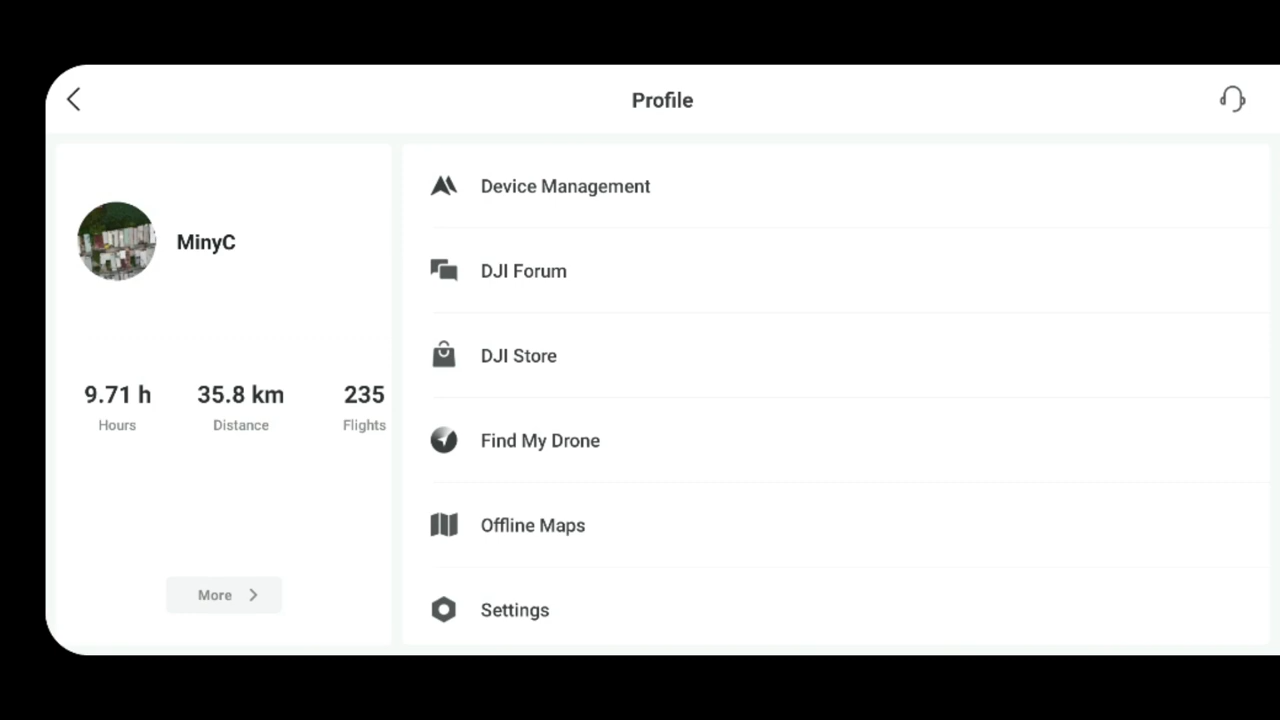 Profile
MinyC
9.71 h 35.8 km 235
Hours Distance Flights
More
Device Management
DJI Forum
DJI Store
Find My Drone
Offline Maps
Settings